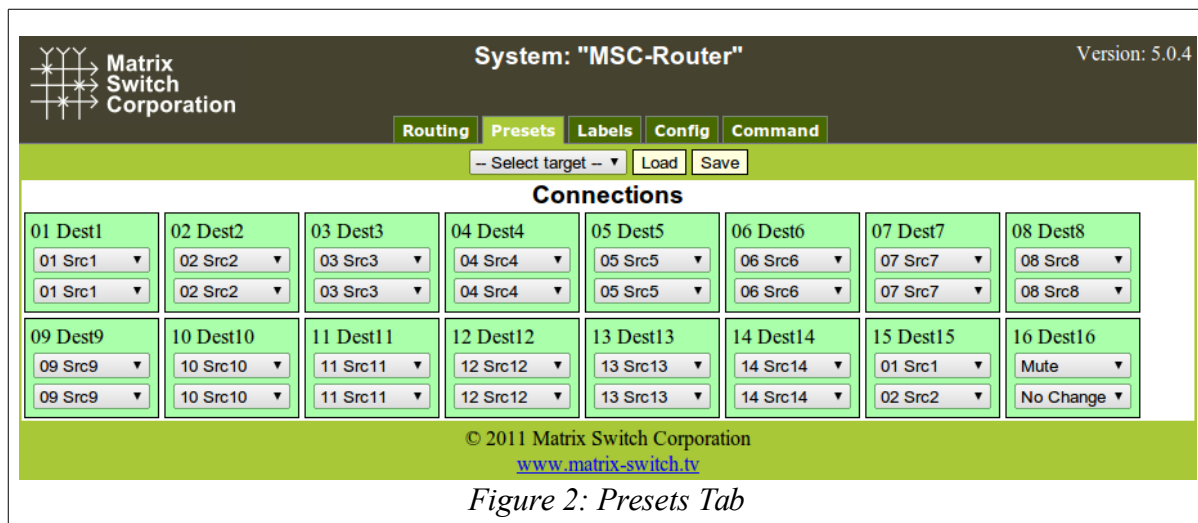 Matrix
Switch
Corporation
System: "MSC-Router"
Version: 5.0.4
Routing Presets Labels Config Command
-- Select target -- Load Save
Connections
01 Dest1 02 Dest2 03 Dest3 04 Dest4 05 Dest5 06 Dest6 07 Dest7 08 Dest8
01 Src1 02 Src2 03 Src3 04 Src4 05 Src5 06 Src6 07 Src7 08 Src8
01 Src1 02 Src2 03 Src3 04 Src4 05 Src5 06 Src6 07 Src7 08 Src8
09 Dest9 10 Dest10 11 Dest11 12 Dest12 13 Dest13 14 Dest14 15 Dest15 16 Dest16
09 Src9 10 Src10 11 Src11 12 Src12 13 Src13 14 Src14 01 Src1 Mute
09 Src9 10 Src10 11 Src11 12 Src12 13 Src13 14 Src14 02 Src2 No Change
© 2011 Matrix Switch Corporation
www.matrix-switch.tv
Figure 2: Presets Tab